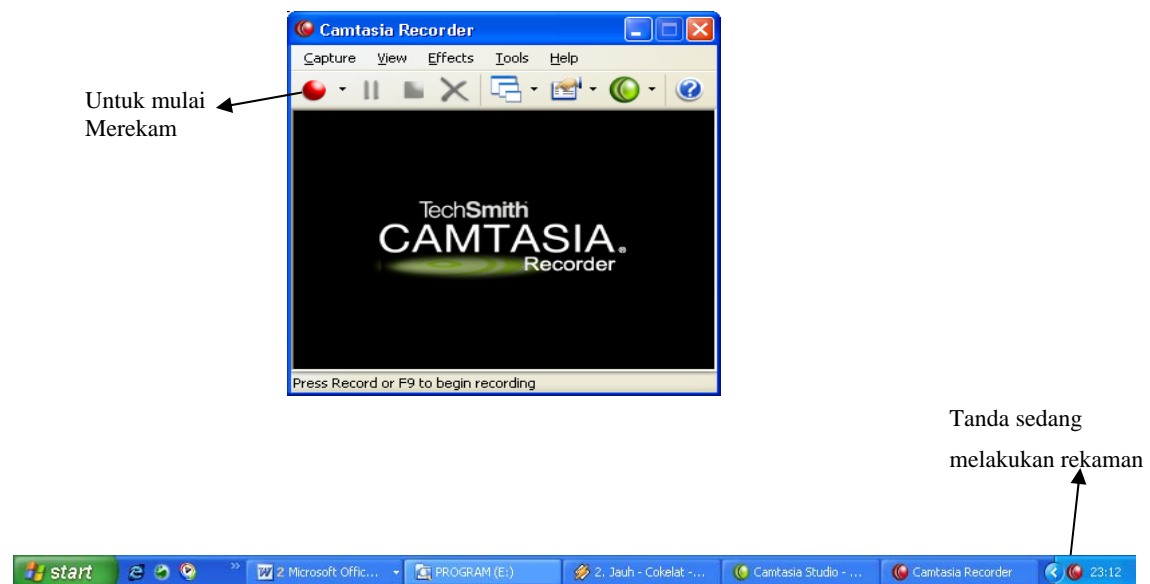 Camtasia Recorder
Capture View Effects Tools Help
Untuk mulai
Merekam
TechSmith
CAMTASIA®
Recorder
Press Record or F9 to begin recording
Tanda sedang
melakukan rekaman
start » 2 Microsoft Offic... PROGRAM (E:) 2. Jauh - Cokelat -... Camtasia Studio - ... Camtasia Recorder 23:12